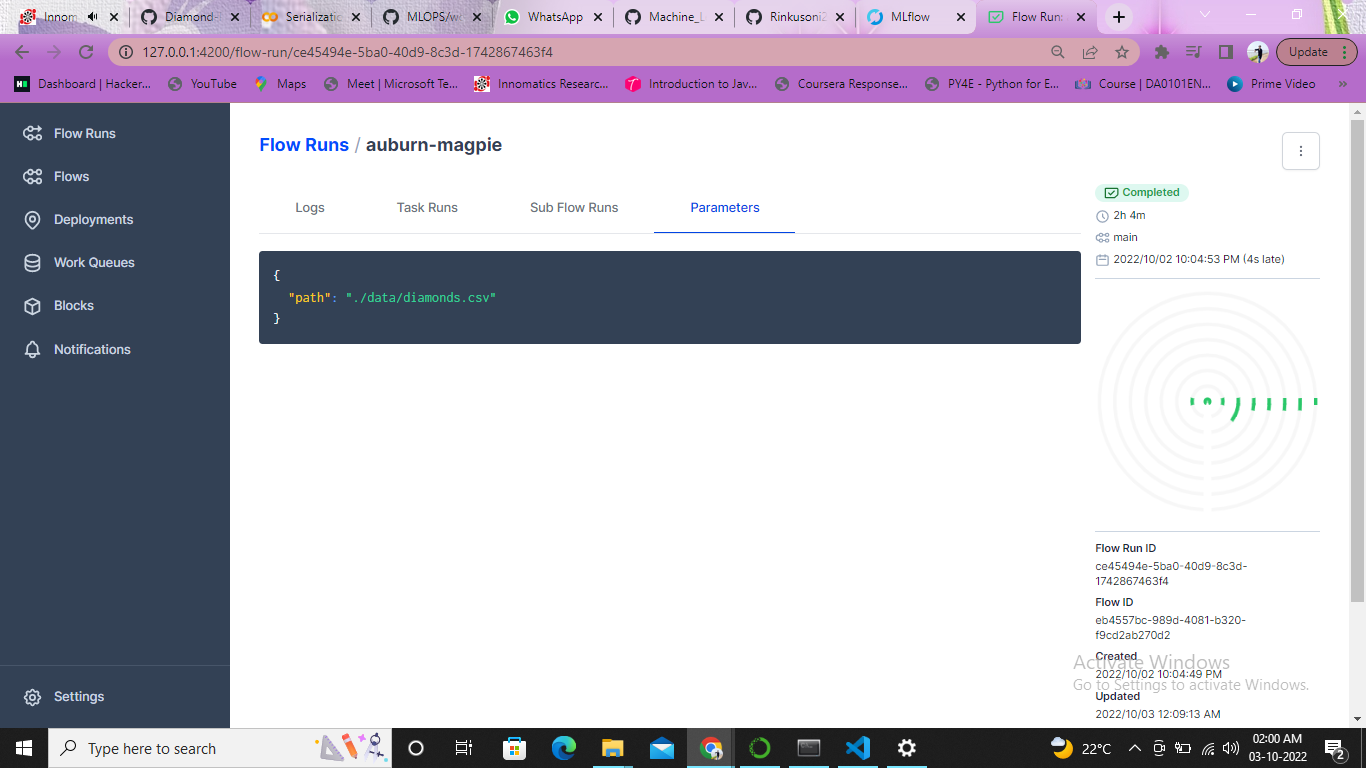 Innom
Diamond-
Serializatic
MLOPS/w
WhatsApp
Machine_L
Rinkusoni2
MLflow
Flow Run:
127.0.0.1:4200/flow-run/ce45494e-5ba0-40d9-8c3d-1742867463f4
Update
Dashboard | Hacker...
YouTube
Maps
Meet | Microsoft Te...
Innomatics Researc...
Introduction to Jav...
Coursera Response...
PY4E - Python for E...
Course | DA0101EN...
Prime Video
»
Flow Runs
Flows
Deployments
Work Queues
Blocks
Notifications
Settings
Flow Runs / auburn-magpie
Logs
Task Runs
Sub Flow Runs
Parameters
{
"path": "./data/diamonds.csv"
}
Completed
2h 4m
main
2022/10/02 10:04:53 PM (4s late)
Flow Run ID
ce45494e-5ba0-40d9-8c3d-
1742867463f4
Flow ID
eb4557bc-989d-4081-b320-
f9cd2ab270d2
Created
2022/10/02 10:04:49 PM
Updated
2022/10/03 12:09:13 AM
Activate Windows
Go to Settings to activate Windows.
Type here to search
22°C
02:00 AM
03-10-2022
2